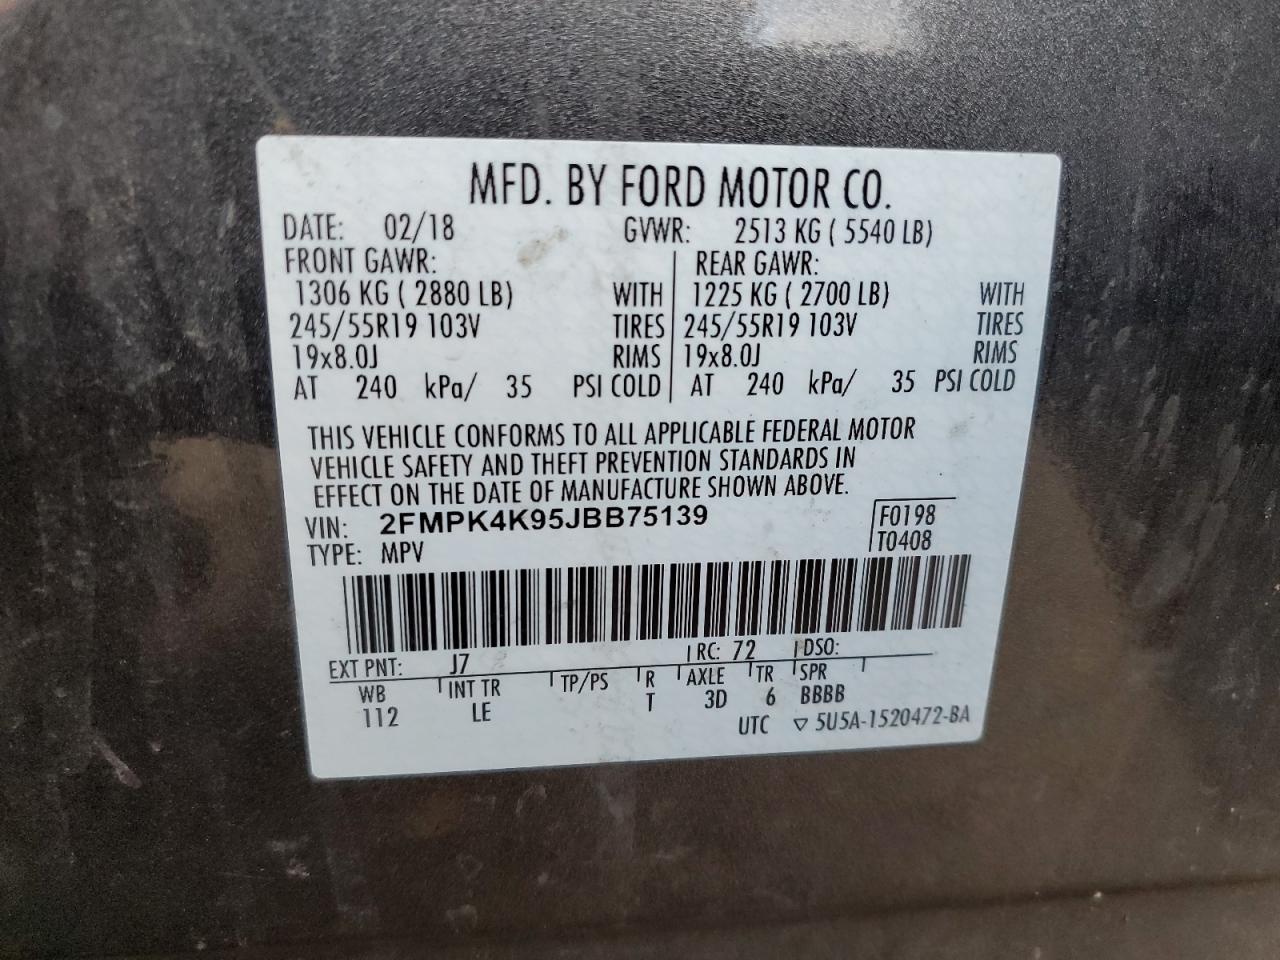 MFD. BY FORD MOTOR CO.
DATE: 02/18 GVWR: 2513 KG ( 5540 LB)
FRONT GAWR: REAR GAWR:
1306 KG ( 2880 LB) WITH 1225 KG ( 2700 LB) WITH
245/55R19 103V TIRES 245/55R19 103V TIRES
19x8.0J RIMS 19x8.0J RIMS
AT 240 kPa/ 35 PSI COLD AT 240 kPa/ 35 PSI COLD
THIS VEHICLE CONFORMS TO ALL APPLICABLE FEDERAL MOTOR
VEHICLE SAFETY AND THEFT PREVENTION STANDARDS IN
EFFECT ON THE DATE OF MANUFACTURE SHOWN ABOVE.
VIN: 2FMPK4K95JBB75139 F0198
TYPE: MPV T0408
EXT PNT: J7 RC: 72 DSO:
WB INT TR TP/PS R AXLE TR SPR
112 LE T 3D 6 BBBB
UTC ▽ 5U5A-1520472-BA